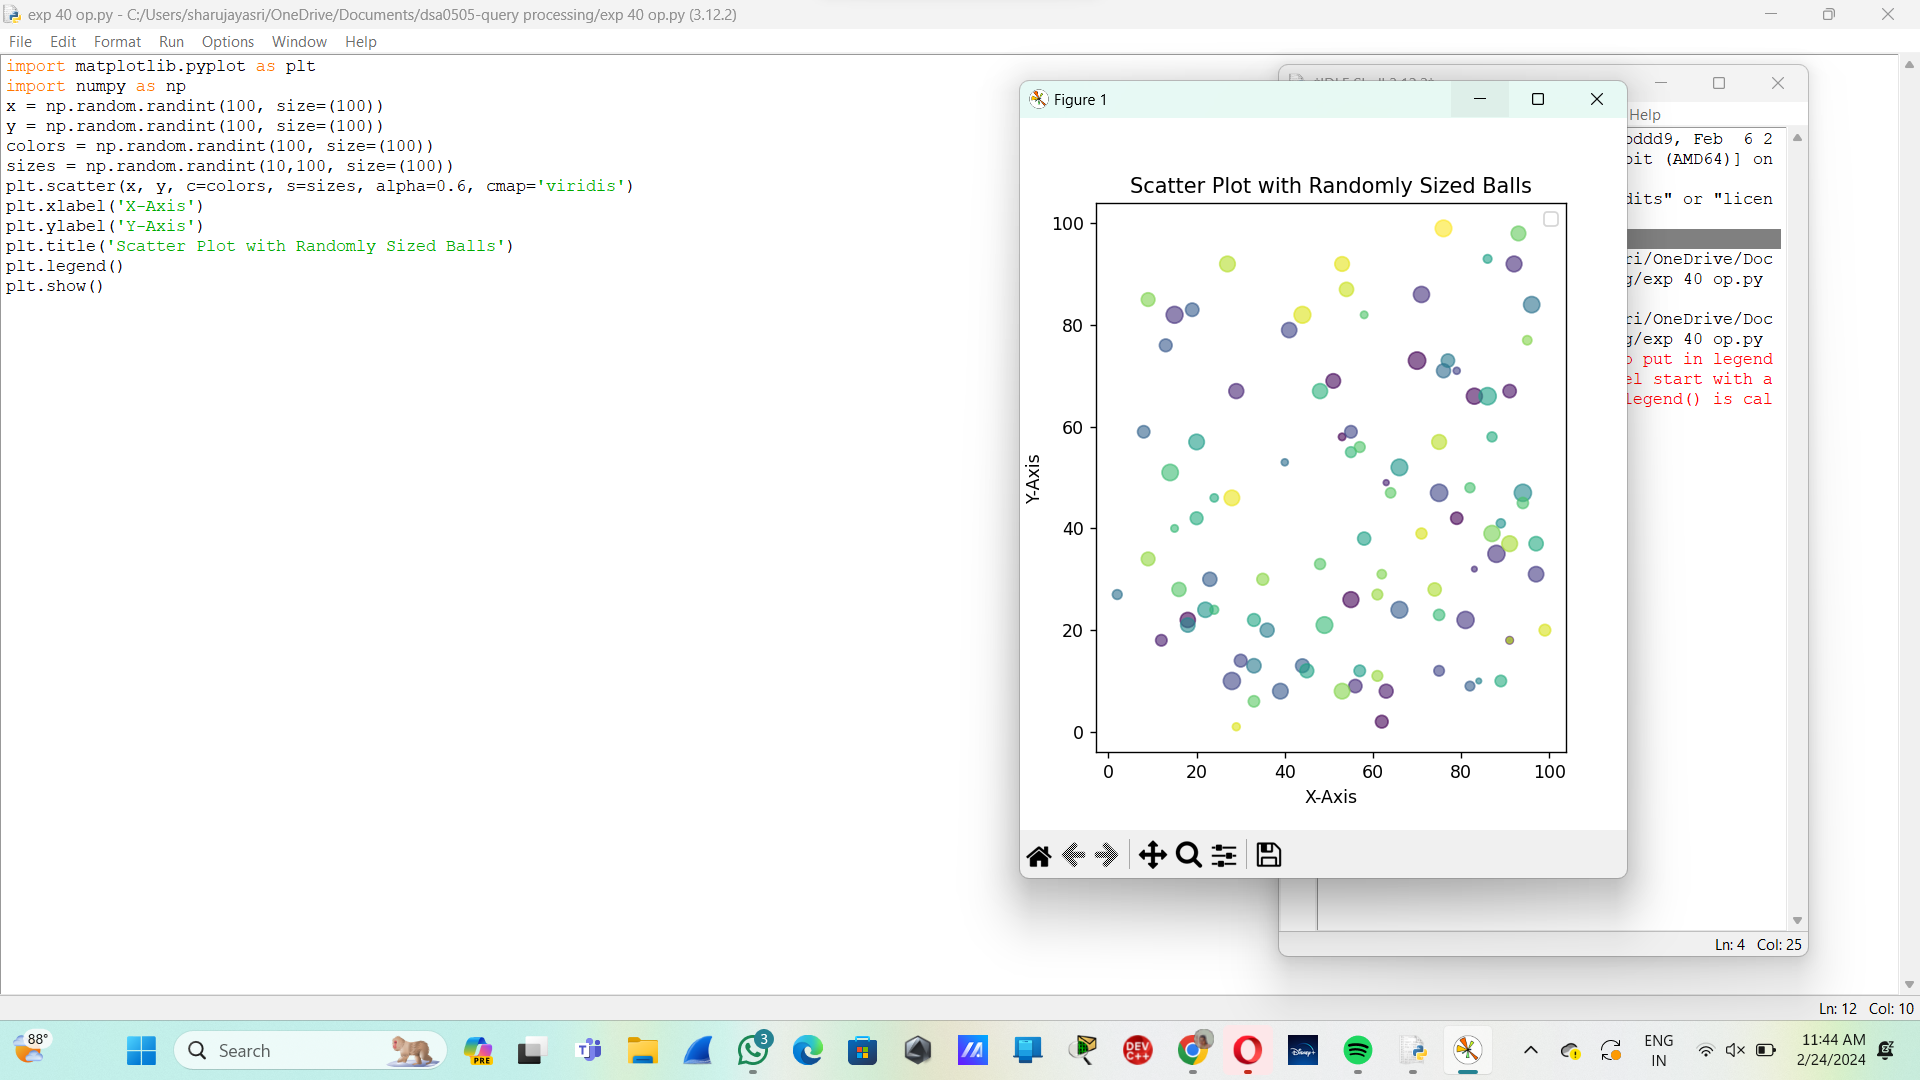 exp 40 op.py - C:/Users/sharujayasri/OneDrive/Documents/dsa0505-query processing/exp 40 op.py (3.12.2)
File Edit Format Run Options Window Help
import matplotlib.pyplot as plt
import numpy as np
x = np.random.randint(100, size=(100))
y = np.random.randint(100, size=(100))
colors = np.random.randint(100, size=(100))
sizes = np.random.randint(10,100, size=(100))
plt.scatter(x, y, c=colors, s=sizes, alpha=0.6, cmap='viridis')
plt.xlabel('X-Axis')
plt.ylabel('Y-Axis')
plt.title('Scatter Plot with Randomly Sized Balls')
plt.legend()
plt.show()
Figure 1
Scatter Plot with Randomly Sized Balls
100
80
60
40
20
0
Y-Axis
0 20 40 60 80 100
X-Axis
Help
ddd9, Feb 6 2
bit (AMD64)] on
dits" or "licen
ri/OneDrive/Doc
g/exp 40 op.py
ri/OneDrive/Doc
g/exp 40 op.py
put in legend
el start with a
legend() is cal
Ln: 4 Col: 25
Ln: 12 Col: 10
88°
Search
PRE
3
DEV C++
Disney+
ENG
IN
11:44 AM
2/24/2024